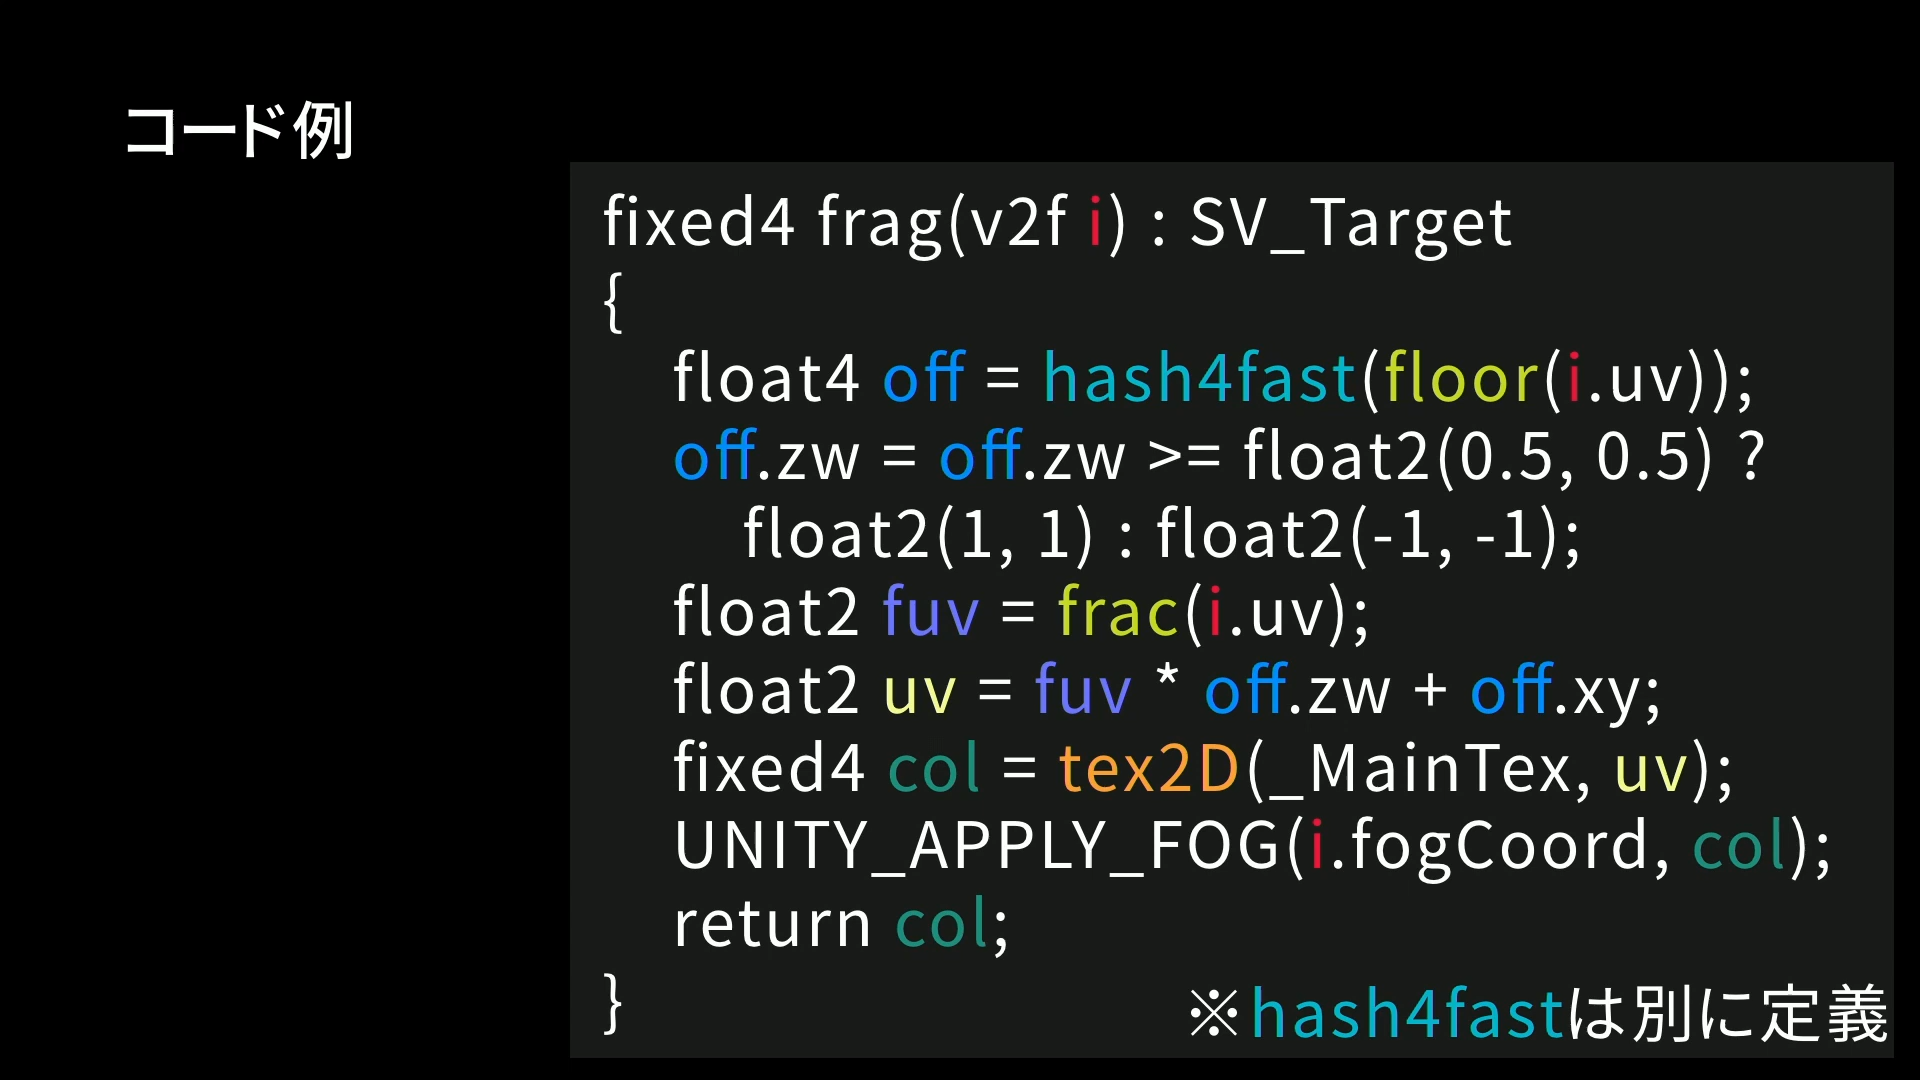 コード例
fixed4 frag(v2f i) : SV_Target
{
float4 off = hash4fast(floor(i.uv));
off.zw = off.zw >= float2(0.5, 0.5) ?
float2(1, 1) : float2(-1, -1);
float2 fuv = frac(i.uv);
float2 uv = fuv * off.zw + off.xy;
fixed4 col = tex2D(_MainTex, uv);
UNITY_APPLY_FOG(i.fogCoord, col);
return col;
}
※hash4fastは別に定義